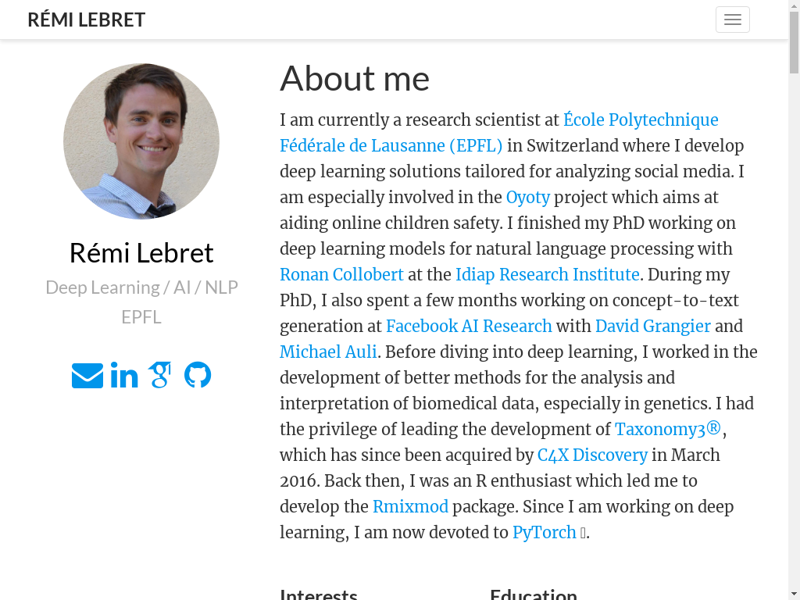 RÉMI LEBRET
About me
I am currently a research scientist at École Polytechnique
Fédérale de Lausanne (EPFL) in Switzerland where I develop
deep learning solutions tailored for analyzing social media. I
am especially involved in the Oyoty project which aims at
aiding online children safety. I finished my PhD working on
deep learning models for natural language processing with
Ronan Collobert at the Idiap Research Institute. During my
PhD, I also spent a few months working on concept-to-text
generation at Facebook AI Research with David Grangier and
Michael Auli. Before diving into deep learning, I worked in the
development of better methods for the analysis and
interpretation of biomedical data, especially in genetics. I had
the privilege of leading the development of Taxonomy3®,
which has since been acquired by C4X Discovery in March
2016. Back then, I was an R enthusiast which led me to
develop the Rmixmod package. Since I am working on deep
learning, I am now devoted to PyTorch .
Rémi Lebret
Deep Learning / AI / NLP
EPFL
Interests
Education